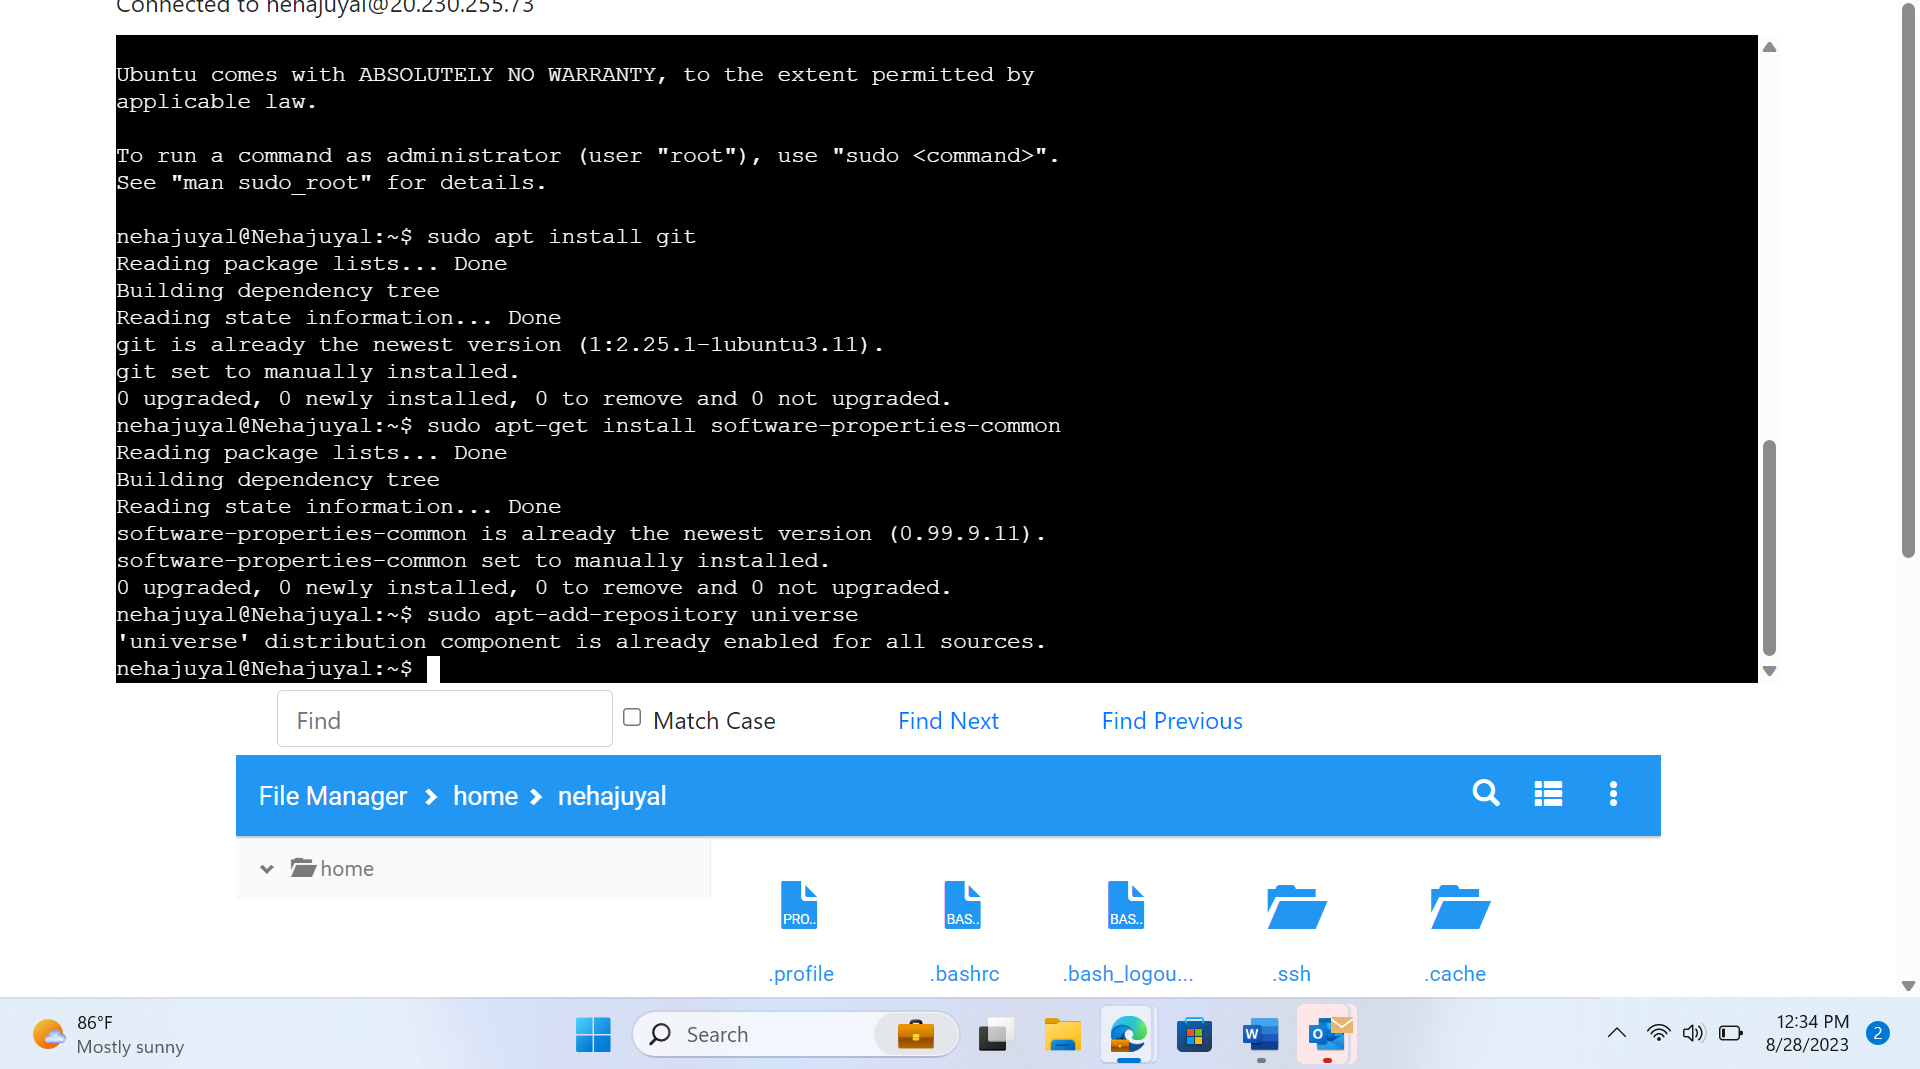 Connected to nehajuyal@20.230.255.73
Ubuntu comes with ABSOLUTELY NO WARRANTY, to the extent permitted by
applicable law.
To run a command as administrator (user "root"), use "sudo <command>".
See "man sudo_root" for details.
nehajuyal@Nehajuyal:~$ sudo apt install git
Reading package lists... Done
Building dependency tree
Reading state information... Done
git is already the newest version (1:2.25.1-1ubuntu3.11).
git set to manually installed.
0 upgraded, 0 newly installed, 0 to remove and 0 not upgraded.
nehajuyal@Nehajuyal:~$ sudo apt-get install software-properties-common
Reading package lists... Done
Building dependency tree
Reading state information... Done
software-properties-common is already the newest version (0.99.9.11).
software-properties-common set to manually installed.
0 upgraded, 0 newly installed, 0 to remove and 0 not upgraded.
nehajuyal@Nehajuyal:~$ sudo apt-add-repository universe
'universe' distribution component is already enabled for all sources.
nehajuyal@Nehajuyal:~$
Find Match Case Find Next Find Previous
File Manager home nehajuyal
home
PRO.. BAS.. BAS..
.profile .bashrc .bash_logou... .ssh .cache
86°F
Mostly sunny
Search
12:34 PM
8/28/2023
2